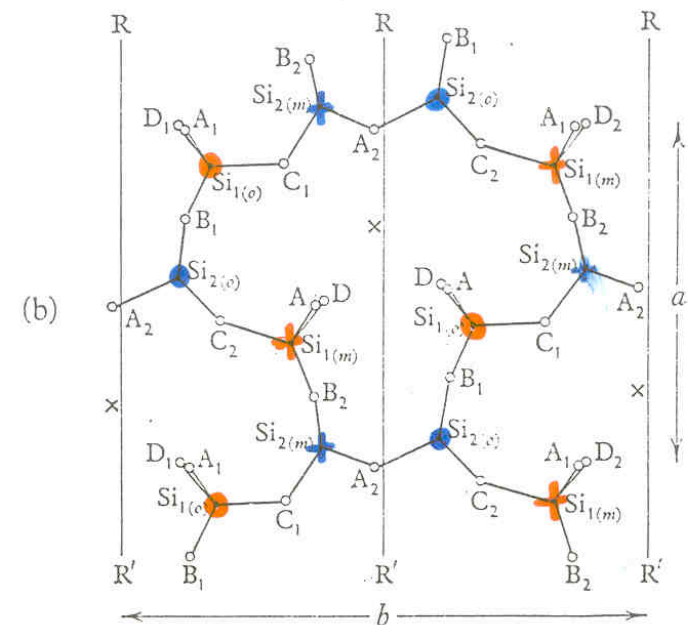 R R R
B₁
B₂
Si₂₍ₘ₎ Si₂₍ₒ₎
D₁ A₁ A₂ A₁ D₂
C₂
Si₁₍ₒ₎ C₁ Si₁₍ₘ₎
B₁ B₂
×
Si₂₍ₒ₎ D A Si₂₍ₘ₎
(b) A₂ A D A₂ a
C₂ Si₁₍ₒ₎ C₁
Si₁₍ₘ₎
B₁
× B₂ ×
Si₂₍ₘ₎ Si₂₍ₒ₎
D₁ A₁ A₂ A₁ D₂
C₂
Si₁₍ₒ₎ C₁ Si₁₍ₘ₎
B₁ B₂
R′ R′ R′
b